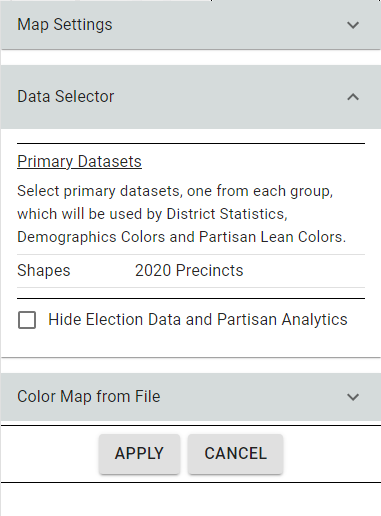 Map Settings
Data Selector
Primary Datasets
Select primary datasets, one from each group,
which will be used by District Statistics,
Demographics Colors and Partisan Lean Colors.
Shapes 2020 Precincts
Hide Election Data and Partisan Analytics
Color Map from File
APPLY CANCEL